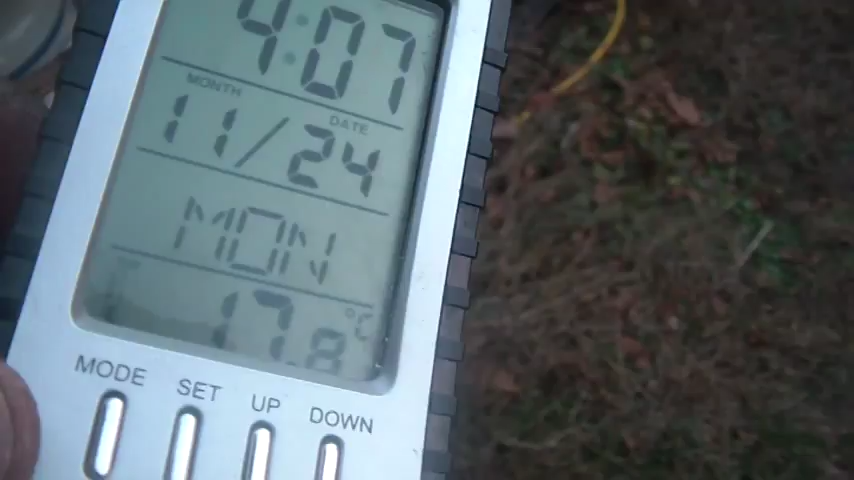 4:07
MONTH DATE
11/24
MON
17.8°C
MODE SET UP DOWN